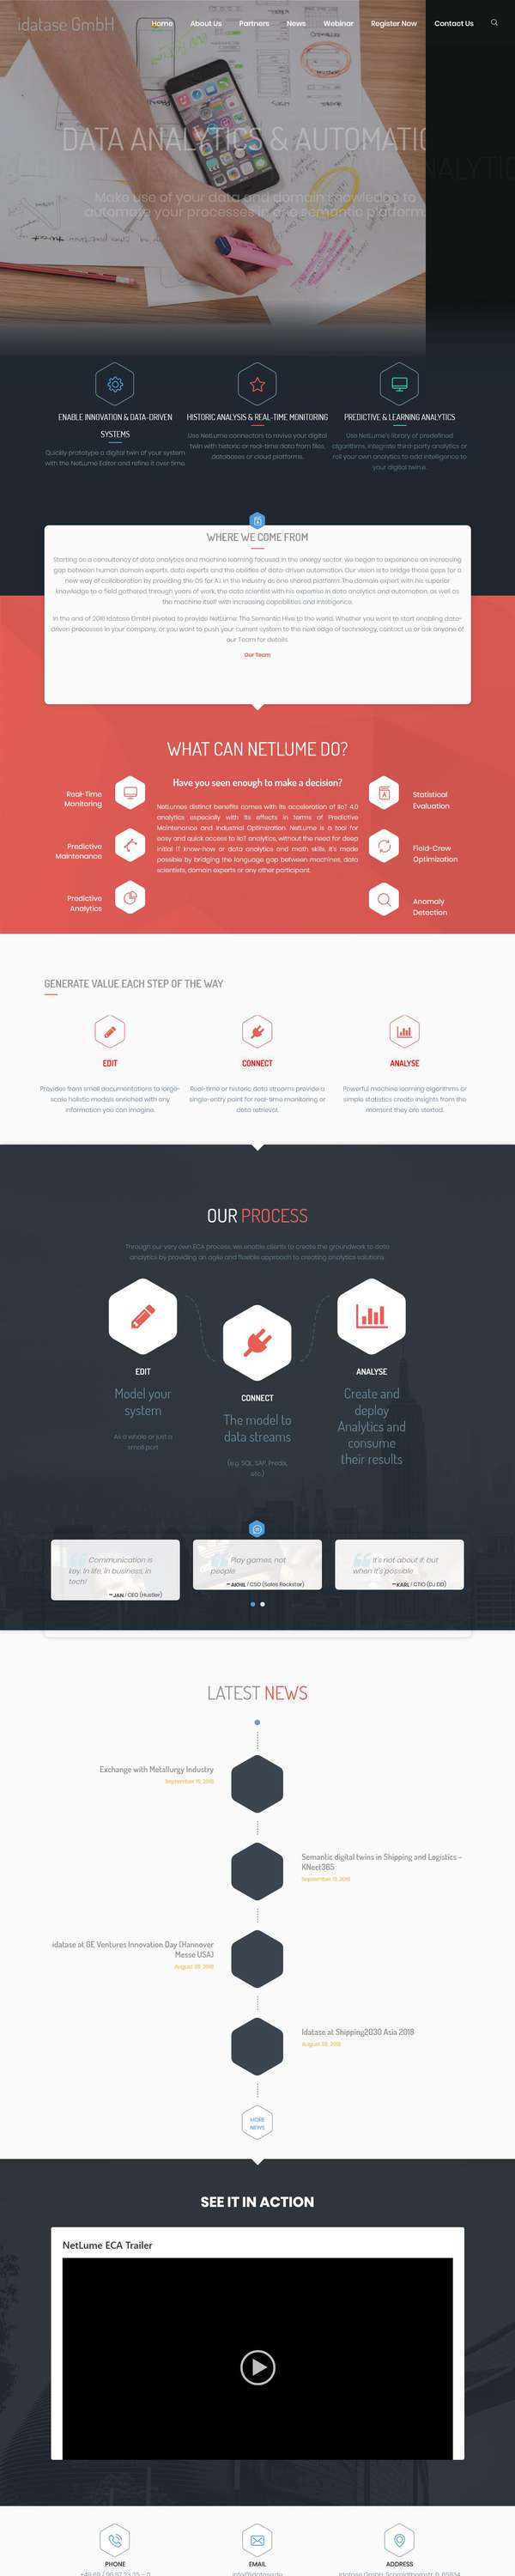 idatase GmbH
Home About Us Partners News Webinar Register Now Contact Us
DATA ANALYTICS & AUTOMATIC
Make use of your data and domain knowledge to
automate your processes in one semantic platform.
ENABLE INNOVATION & DATA-DRIVEN
SYSTEMS
Quickly prototype a digital twin of your system
with the NetLume Editor and refine it over time.
HISTORIC ANALYSIS & REAL-TIME MONITORING
Use NetLume connectors to revive your digital
twin with historic or real-time data from files,
databases or cloud platforms.
PREDICTIVE & LEARNING ANALYTICS
Use NetLume's library of predefined
algorithms, integrate third-party analytics or
roll your own analytics to add intelligence to
your digital twins.
WHERE WE COME FROM
Starting as a consultancy of data analytics and machine learning focused in the energy sector, we began to experience an increasing
gap between human domain experts, data experts and the abilities of data-driven automation. Our vision is to bridge these gaps for a
new way of collaboration by providing the OS for A.I. in the industry as one shared platform: The domain expert with his superior
knowledge to a field gathered through years of work, the data scientist with his expertise in data analytics and automation, as well as
the machine itself with increasing capabilities and intelligence.
In the end of 2018 Idatase GmbH pivoted to provide NetLume: The Semantic Hive to the world. Whether you want to start enabling data-
driven processes in your company, or you want to push your current system to the next edge of technology, contact us or ask anyone of
our Team for details.
Our Team
WHAT CAN NETLUME DO?
Have you seen enough to make a decision?
Real-Time
Monitoring
Predictive
Maintenance
Predictive
Analytics
NetLumes distinct benefits comes with its acceleration of IIoT 4.0
analytics especially with its effects in terms of Predictive
Maintenance and Industrial Optimization. NetLume is a tool for
easy and quick access to IoT analytics, without the need for deep
initial IT know-how or data analytics and math skills. It's made
possible by bridging the language gap between machines, data
scientists, domain experts or any other participant.
Statistical
Evaluation
Field-Crew
Optimization
Anomaly
Detection
GENERATE VALUE EACH STEP OF THE WAY
EDIT
Provides from small documentations to large-
scale holistic models enriched with any
information you can imagine.
CONNECT
Real-time or historic data streams provide a
single-entry point for real-time monitoring or
data retrieval.
ANALYSE
Powerful machine learning algorithms or
simple statistics create insights from the
moment they are started.
OUR PROCESS
Through our very own ECA process, we enable clients to create the groundwork to data
analytics by providing an agile and flexible approach to creating analytics solutions.
EDIT
Model your
system
As a whole or just a
small part
CONNECT
The model to
data streams
(e.g. SQL, SAP, Predix,
etc.)
ANALYSE
Create and
deploy
Analytics and
consume
their results
Communication is
key. In life, in business, in
tech!
JAN / CEO (Hustler)
Play games, not
people
AKHIL / CSO (Sales Rockstar)
It's not about if, but
when it's possible
KARL / CTIO (DJ DD)
LATEST NEWS
Exchange with Metallurgy Industry
Semantic digital twins in Shipping and Logistics –
KNect365
idatase at GE Ventures Innovation Day (Hannover
Messe USA)
Idatase at Shipping2030 Asia 2018
MORE
NEWS
SEE IT IN ACTION
NetLume ECA Trailer
PHONE
EMAIL
ADDRESS